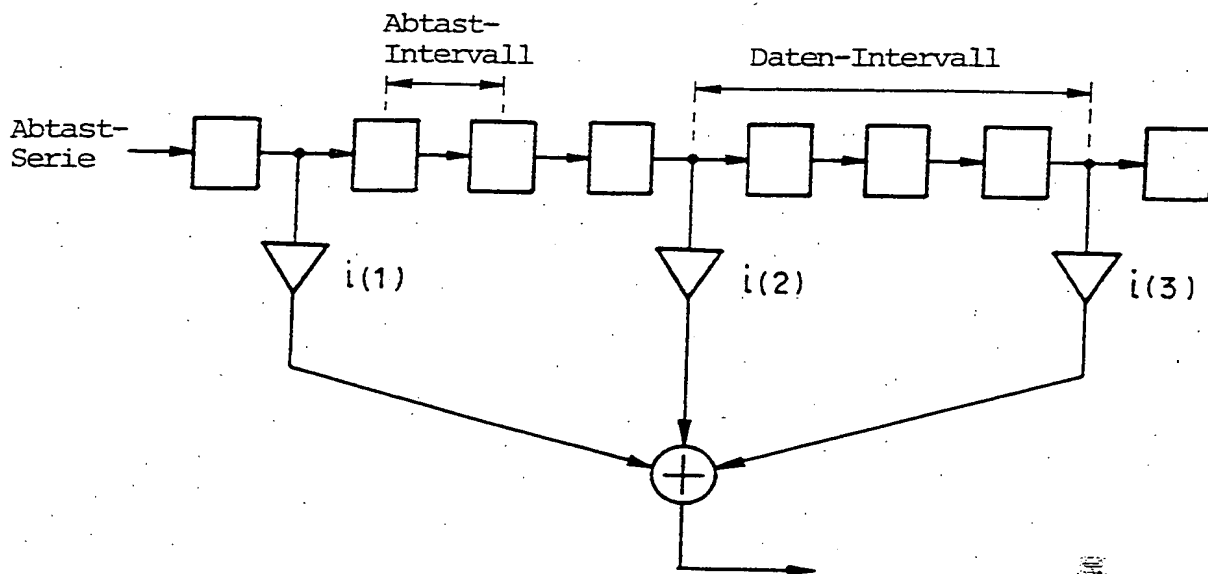 Abtast-
Intervall
Daten-Intervall
Abtast-
Serie
i(1)
i(2)
i(3)